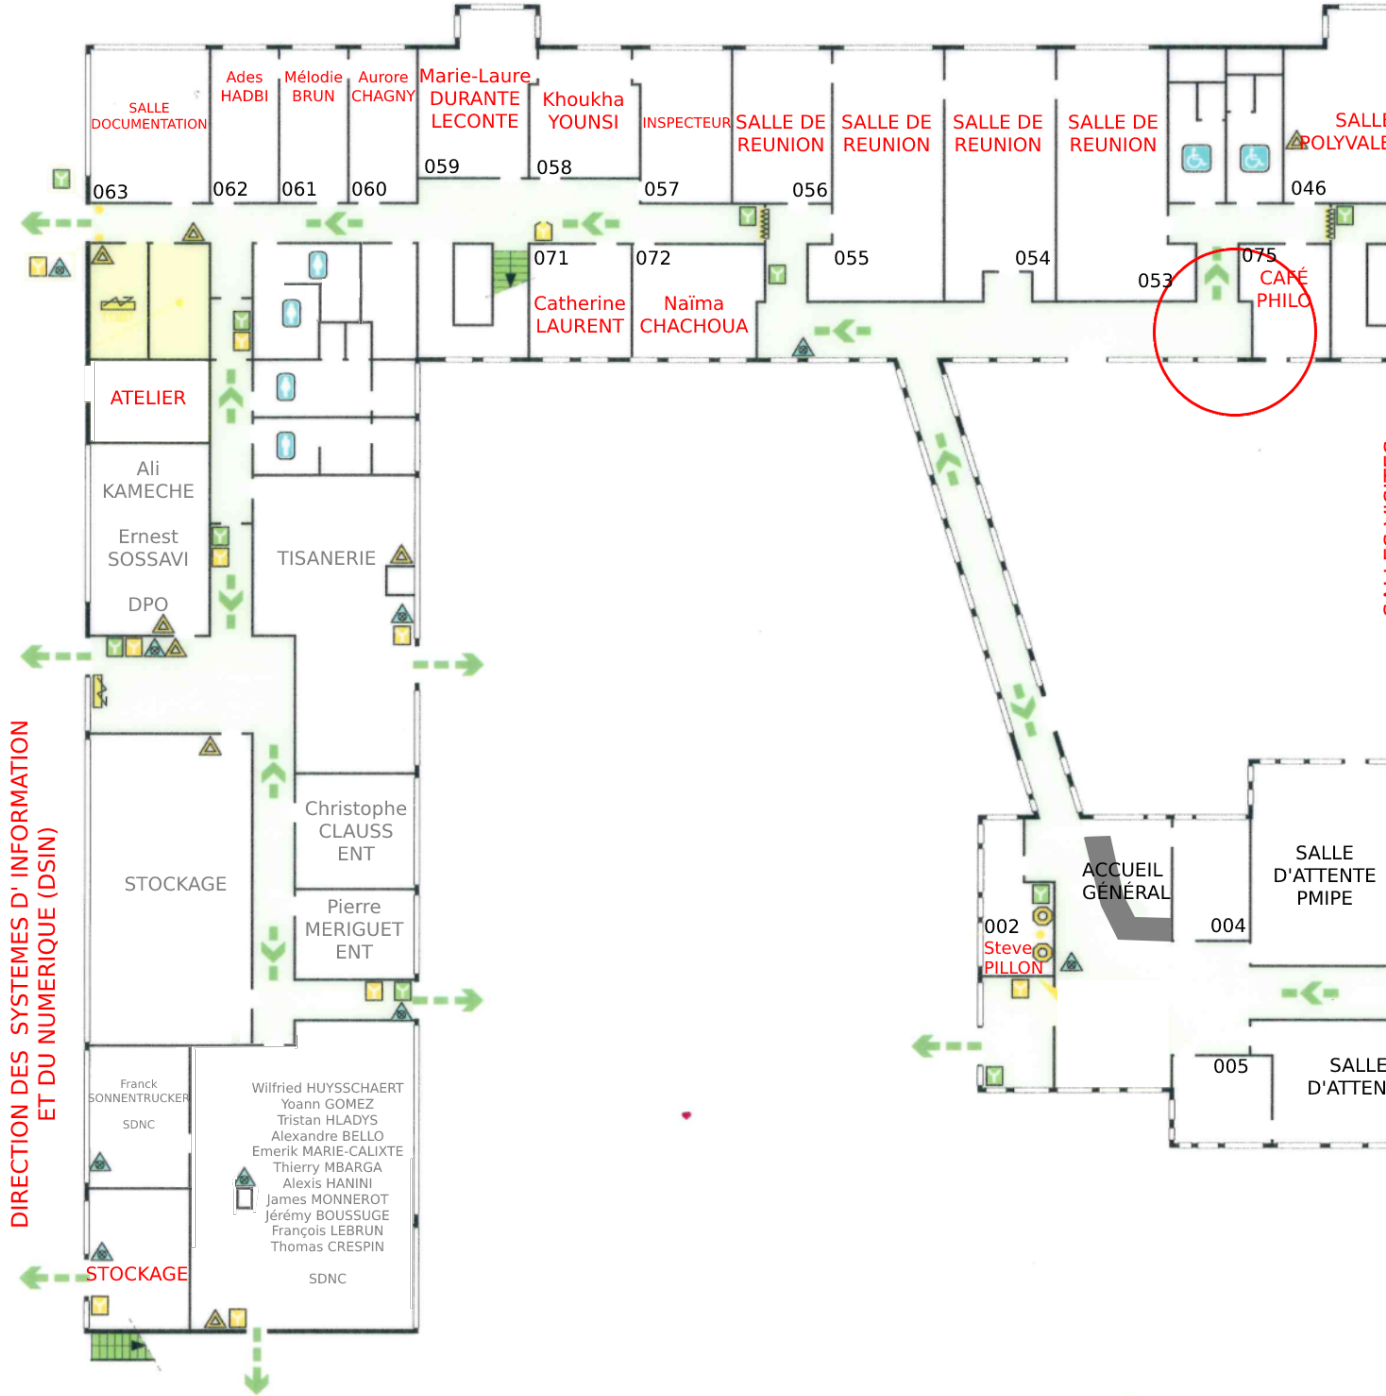 Ades
HADBI
Mélodie
BRUN
Aurore
CHAGNY
Marie-Laure
DURANTE
LECONTE
Khoukha
YOUNSI
INSPECTEUR
SALLE DE
REUNION
SALLE DE
REUNION
SALLE DE
REUNION
SALLE DE
REUNION
SALLE
DOCUMENTATION
063
062
061
060
059
058
057
056
055
054
053
046
075
CAFÉ
PHILO
071
Catherine
LAURENT
072
Naïma
CHACHOUA
ATELIER
Ali
KAMECHE
Ernest
SOSSAVI
DPO
TISANERIE
STOCKAGE
Christophe
CLAUSS
ENT
Pierre
MERIGUET
ENT
DIRECTION DES SYSTEMES D' INFORMATION
ET DU NUMERIQUE (DSIN)
Franck
SONNENTRUCKER
SDNC
Wilfried HUYSSCHAERT
Yoann GOMEZ
Tristan HLADYS
Alexandre BELLO
Emerik MARIE-CALIXTE
Thierry MBARGA
Alexis HANINI
James MONNEROT
Jérémy BOUSSUGE
François LEBRUN
Thomas CRESPIN
SDNC
STOCKAGE
ACCUEIL
GÉNÉRAL
002
Steve
PILLON
004
SALLE
D'ATTENTE
PMIPE
005
SALLE